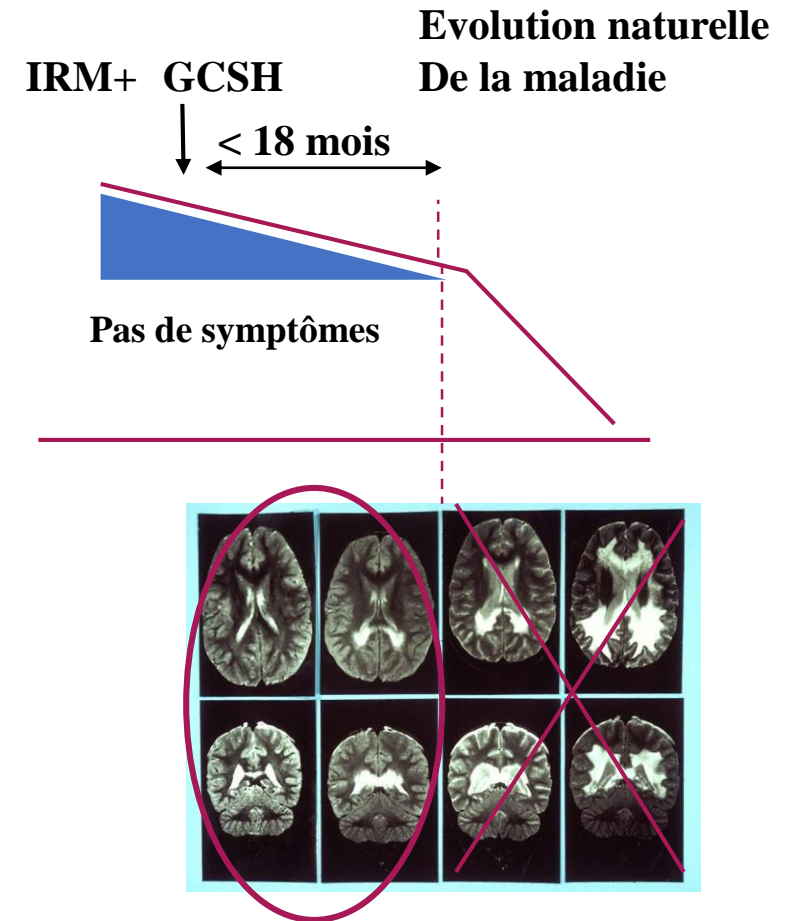 Evolution naturelle
De la maladie
IRM+ GCSH
< 18 mois
Pas de symptômes